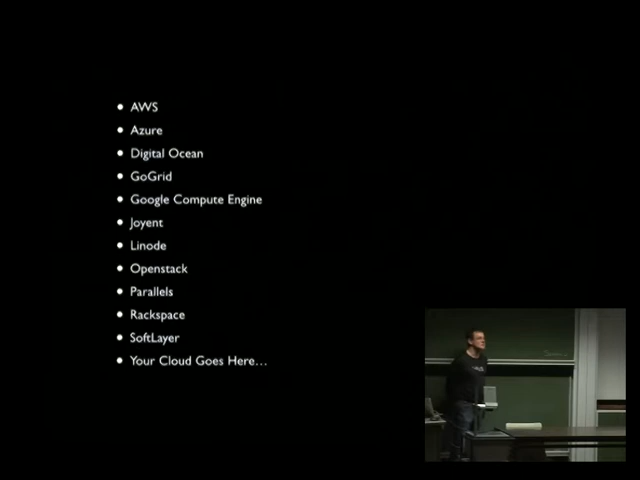 AWS
Azure
Digital Ocean
GoGrid
Google Compute Engine
Joyent
Linode
Openstack
Parallels
Rackspace
SoftLayer
Your Cloud Goes Here...